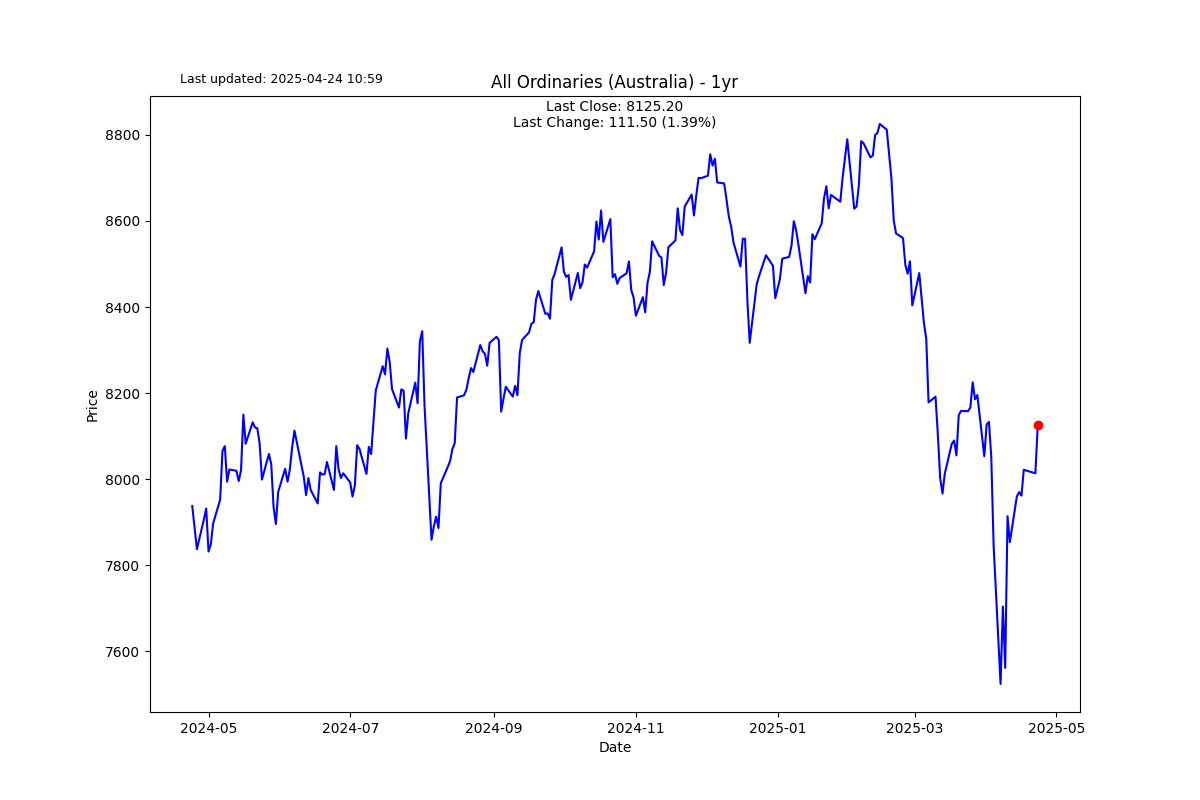 Last updated: 2025-04-24 10:59
All Ordinaries (Australia) - 1yr
Last Close: 8125.20
Last Change: 111.50 (1.39%)
Price
8800
8600
8400
8200
8000
7800
7600
2024-05
2024-07
2024-09
2024-11
2025-01
2025-03
2025-05
Date